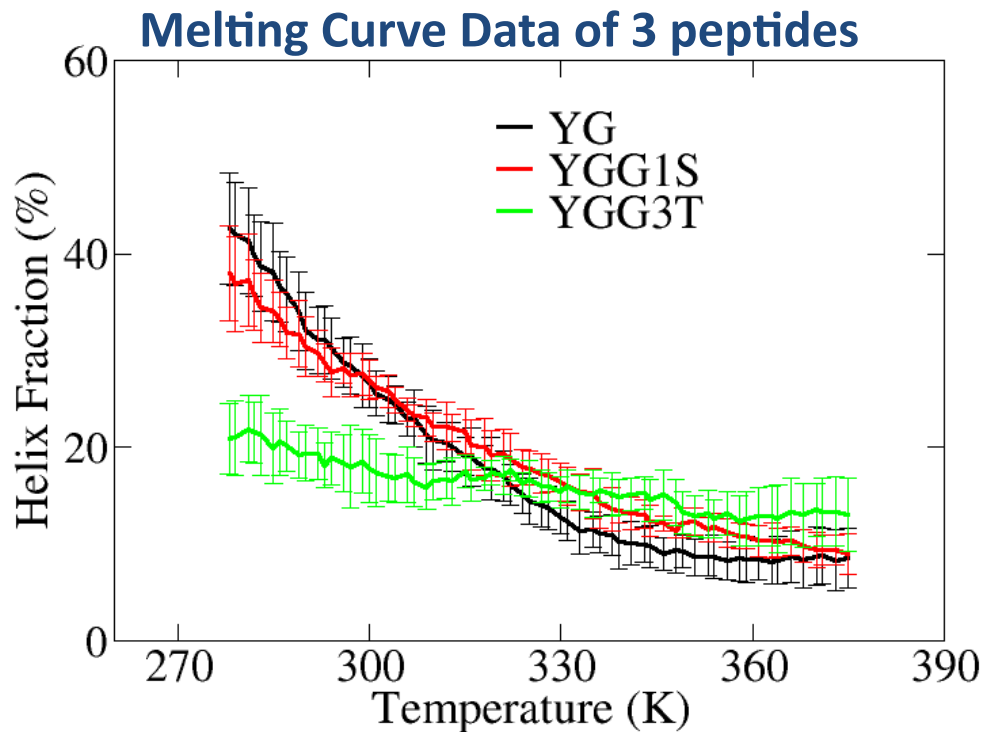 Melting Curve Data of 3 peptides
60
40
20
0
Helix Fraction (%)
YG
YGG1S
YGG3T
270 300 330 360 390
Temperature (K)